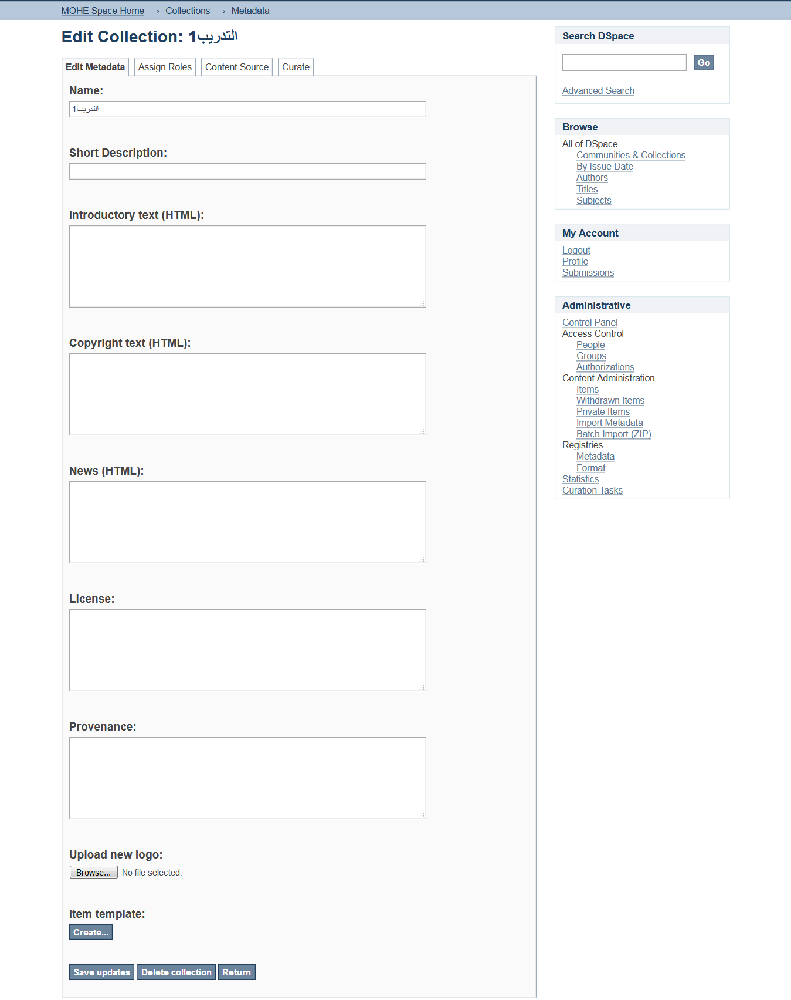 MOHE Space Home → Collections → Metadata
Edit Collection: التدريب1
Edit Metadata
Assign Roles
Content Source
Curate
Name:
التدريب1
Short Description:
Introductory text (HTML):
Copyright text (HTML):
News (HTML):
License:
Provenance:
Upload new logo:
Browse... No file selected.
Item template:
Create...
Save updates
Delete collection
Return
Search DSpace
Go
Advanced Search
Browse
All of DSpace
Communities & Collections
By Issue Date
Authors
Titles
Subjects
My Account
Logout
Profile
Submissions
Administrative
Control Panel
Access Control
People
Groups
Authorizations
Content Administration
Items
Withdrawn Items
Private Items
Import Metadata
Batch Import (ZIP)
Registries
Metadata
Format
Statistics
Curation Tasks